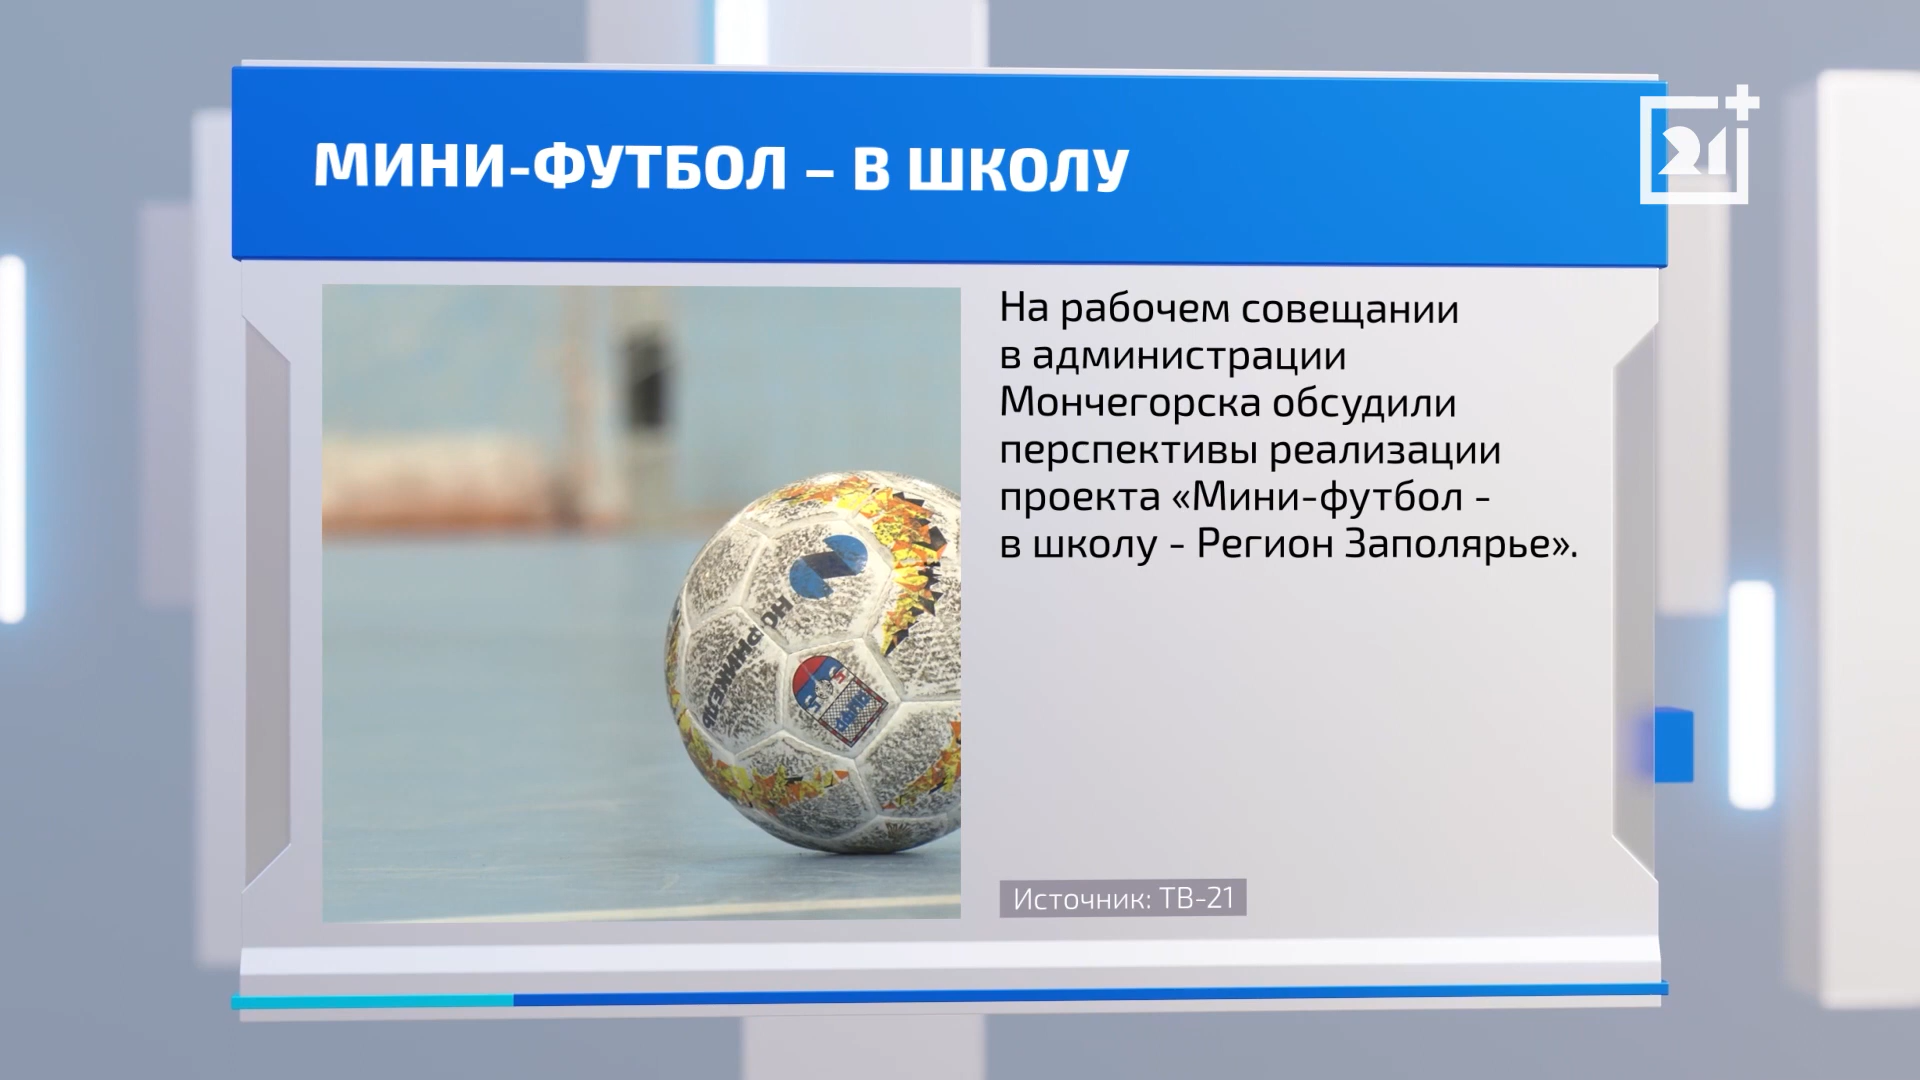 МИНИ-ФУТБОЛ – В ШКОЛУ
21+
На рабочем совещании
в администрации
Мончегорска обсудили
перспективы реализации
проекта «Мини-футбол -
в школу - Регион Заполярье».
НОРНИКЕЛЬ
Источник: ТВ-21